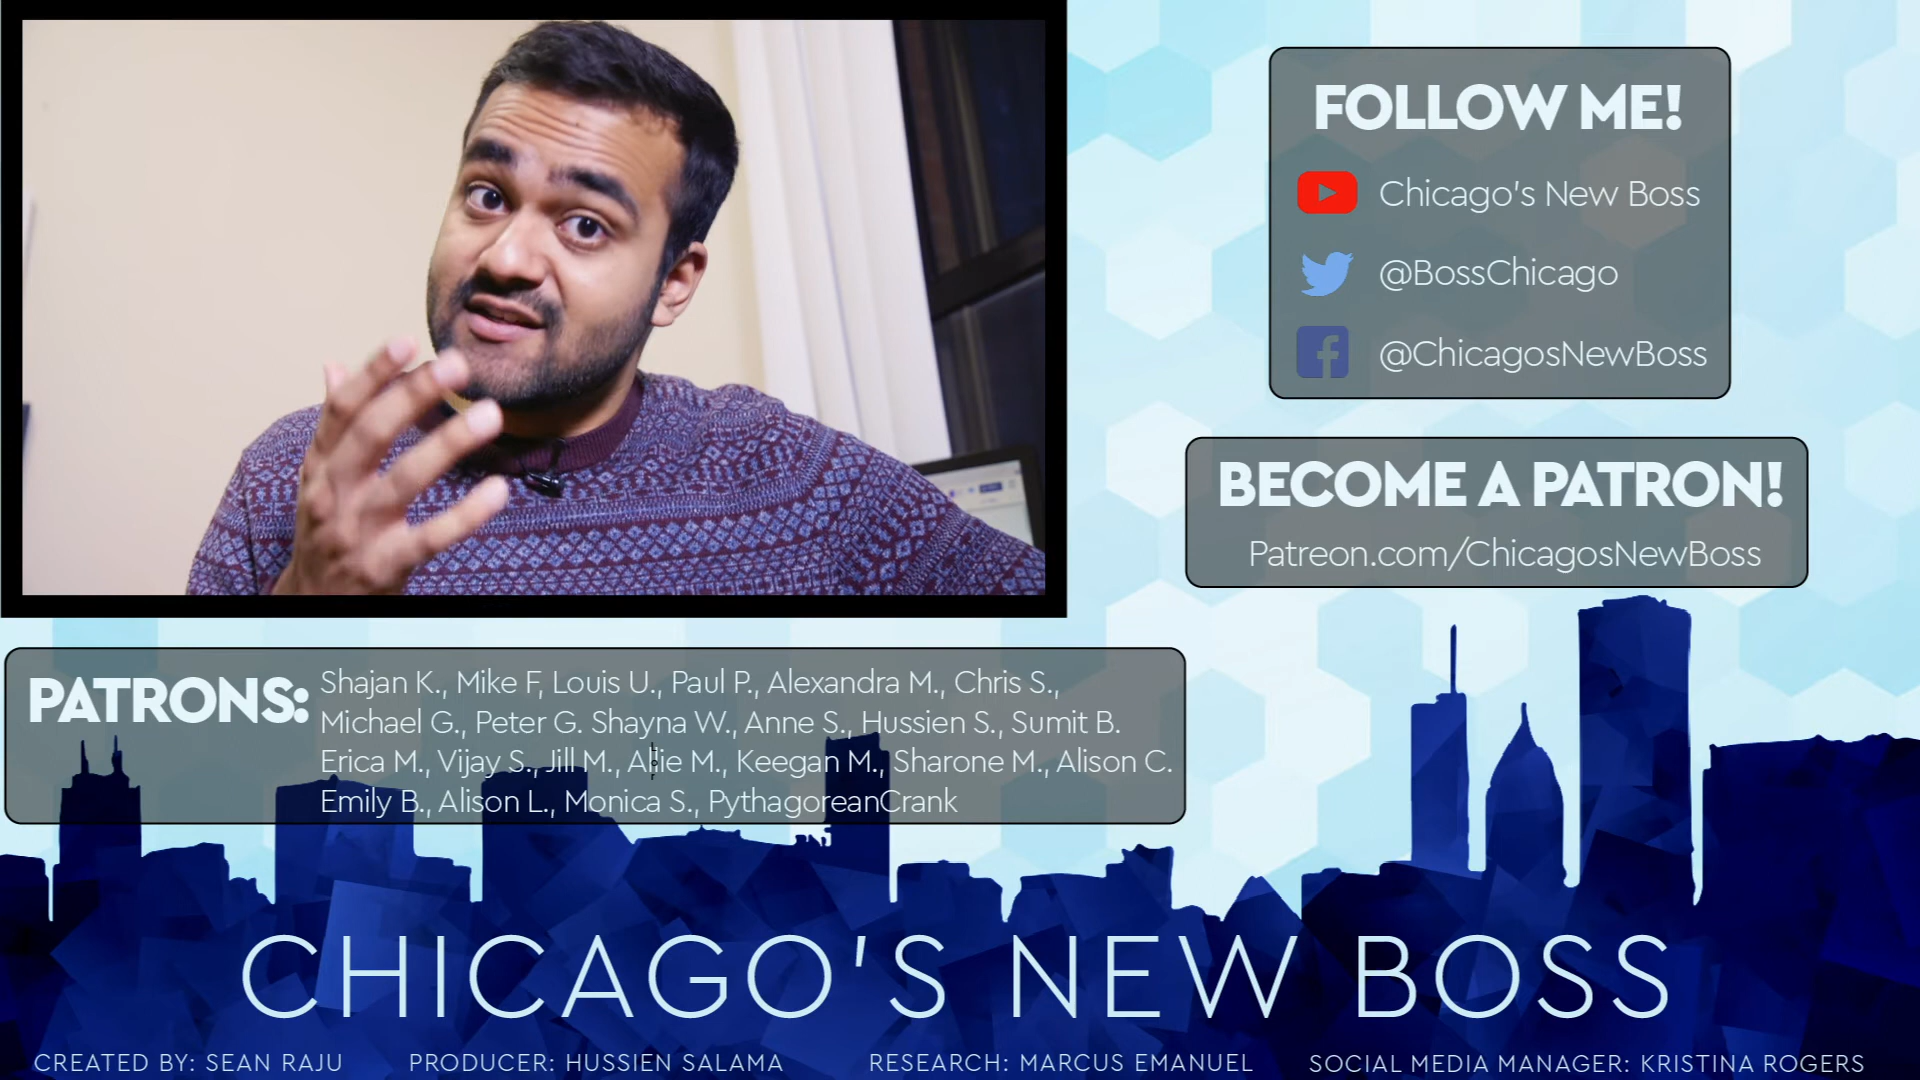 FOLLOW ME!
Chicago's New Boss
@BossChicago
@ChicagosNewBoss
BECOME A PATRON!
Patreon.com/ChicagosNewBoss
PATRONS:
Shajan K., Mike F, Louis U., Paul P., Alexandra M., Chris S.,
Michael G., Peter G. Shayna W., Anne S., Hussien S., Sumit B.
Erica M., Vijay S., Jill M., Allie M., Keegan M., Sharone M., Alison C.
Emily B., Alison L., Monica S., PythagoreanCrank
CHICAGO'S NEW BOSS
CREATED BY: SEAN RAJU
PRODUCER: HUSSIEN SALAMA
RESEARCH: MARCUS EMANUEL
SOCIAL MEDIA MANAGER: KRISTINA ROGERS